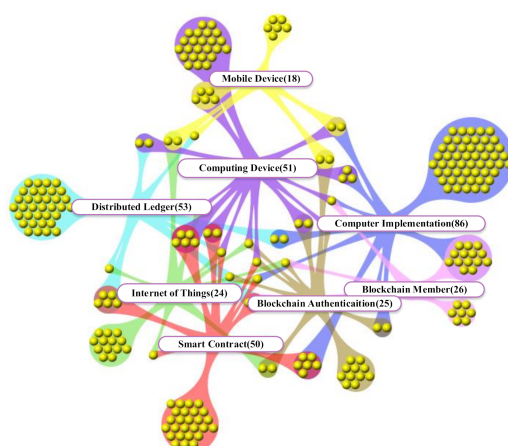 Mobile Device(18)
Computing Device(51)
Distributed Ledger(53)
Computer Implementation(86)
Internet of Things(24)
Blockchain Member(26)
Blockchain Authenticaition(25)
Smart Contract(50)